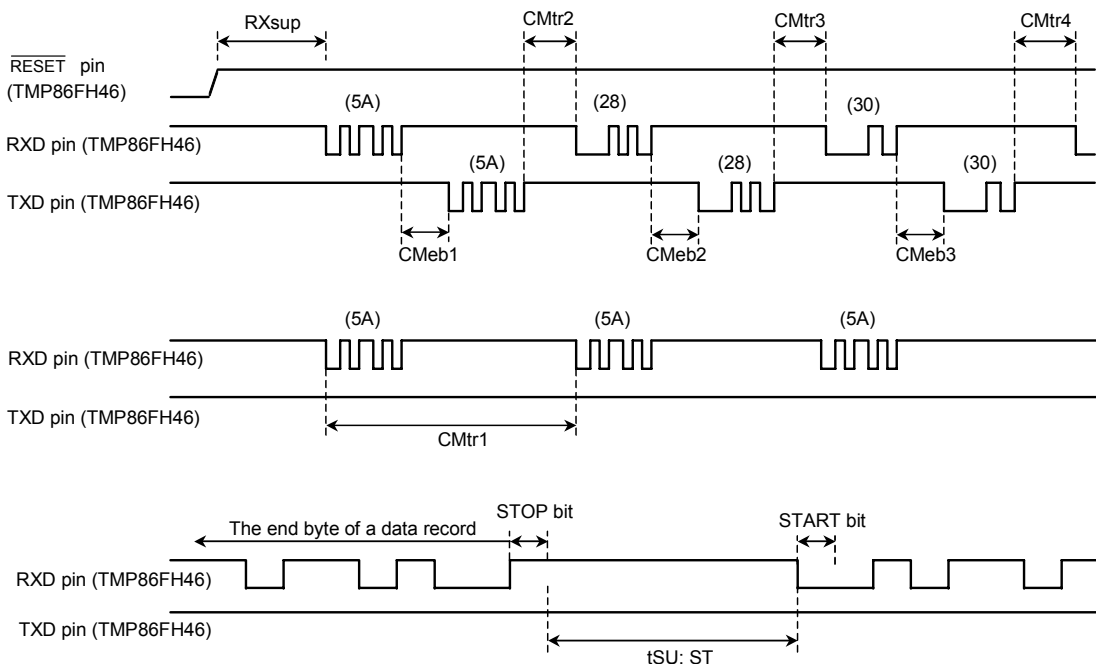 RXsup
CMtr2
CMtr3
CMtr4
RESET pin
(TMP86FH46)
(5A)
(28)
(30)
RXD pin (TMP86FH46)
(5A)
(28)
(30)
TXD pin (TMP86FH46)
CMeb1
CMeb2
CMeb3
(5A)
(5A)
(5A)
RXD pin (TMP86FH46)
TXD pin (TMP86FH46)
CMtr1
STOP bit
START bit
The end byte of a data record
RXD pin (TMP86FH46)
TXD pin (TMP86FH46)
tSU; ST